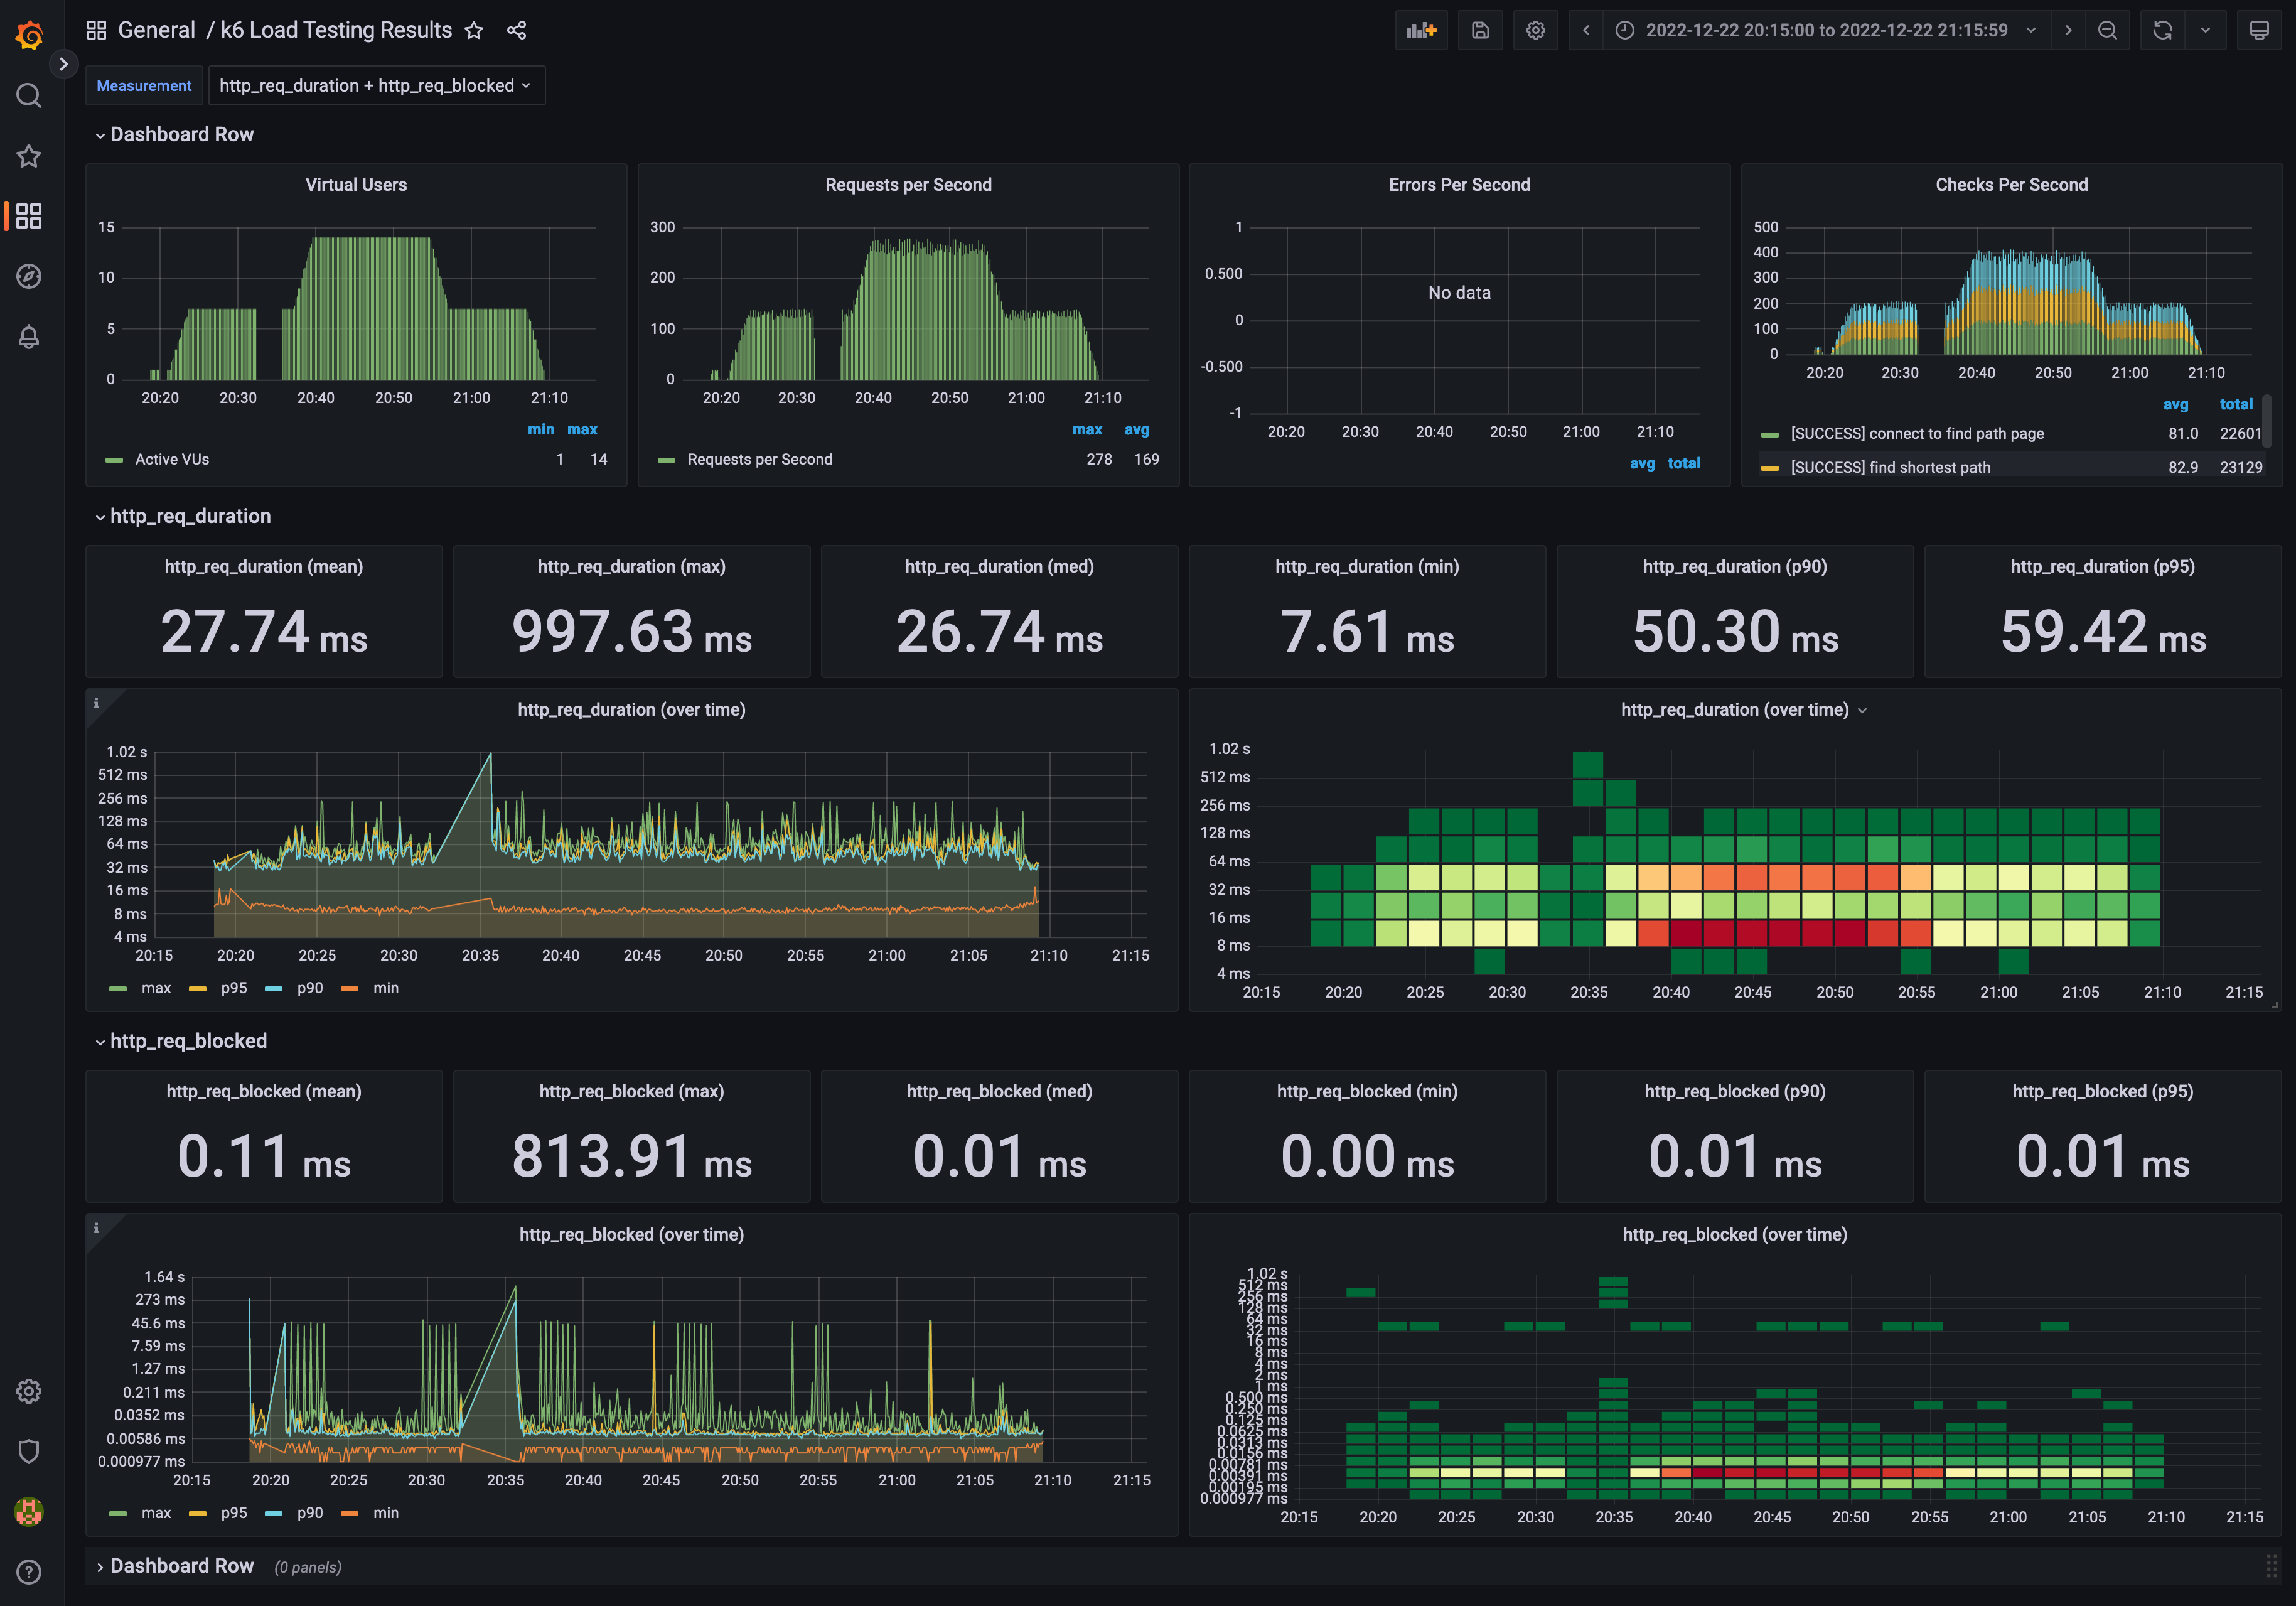 General / k6 Load Testing Results
2022-12-22 20:15:00 to 2022-12-22 21:15:59
Measurement http_req_duration + http_req_blocked
Dashboard Row
Virtual Users
15
10
5
0
20:20 20:30 20:40 20:50 21:00 21:10
min max
Active VUs 1 14
Requests per Second
300
200
100
0
20:20 20:30 20:40 20:50 21:00 21:10
max avg
Requests per Second 278 169
Errors Per Second
1
0.500
0
-0.500
-1
No data
20:20 20:30 20:40 20:50 21:00 21:10
avg total
Checks Per Second
500
400
300
200
100
0
20:20 20:30 20:40 20:50 21:00 21:10
avg total
[SUCCESS] connect to find path page 81.0 22601
[SUCCESS] find shortest path 82.9 23129
http_req_duration
http_req_duration (mean)
27.74 ms
http_req_duration (max)
997.63 ms
http_req_duration (med)
26.74 ms
http_req_duration (min)
7.61 ms
http_req_duration (p90)
50.30 ms
http_req_duration (p95)
59.42 ms
http_req_duration (over time)
1.02 s
512 ms
256 ms
128 ms
64 ms
32 ms
16 ms
8 ms
4 ms
20:15 20:20 20:25 20:30 20:35 20:40 20:45 20:50 20:55 21:00 21:05 21:10 21:15
max p95 p90 min
http_req_duration (over time)
1.02 s
512 ms
256 ms
128 ms
64 ms
32 ms
16 ms
8 ms
4 ms
20:15 20:20 20:25 20:30 20:35 20:40 20:45 20:50 20:55 21:00 21:05 21:10 21:15
http_req_blocked
http_req_blocked (mean)
0.11 ms
http_req_blocked (max)
813.91 ms
http_req_blocked (med)
0.01 ms
http_req_blocked (min)
0.00 ms
http_req_blocked (p90)
0.01 ms
http_req_blocked (p95)
0.01 ms
http_req_blocked (over time)
1.64 s
273 ms
45.6 ms
7.59 ms
1.27 ms
0.211 ms
0.0352 ms
0.00586 ms
0.000977 ms
20:15 20:20 20:25 20:30 20:35 20:40 20:45 20:50 20:55 21:00 21:05 21:10 21:15
max p95 p90 min
http_req_blocked (over time)
1.02 s
512 ms
256 ms
128 ms
64 ms
32 ms
16 ms
8 ms
4 ms
2 ms
1 ms
0.500 ms
0.250 ms
0.125 ms
0.0625 ms
0.0313 ms
0.0156 ms
0.00781 ms
0.00391 ms
0.00195 ms
0.000977 ms
20:15 20:20 20:25 20:30 20:35 20:40 20:45 20:50 20:55 21:00 21:05 21:10 21:15
Dashboard Row (0 panels)